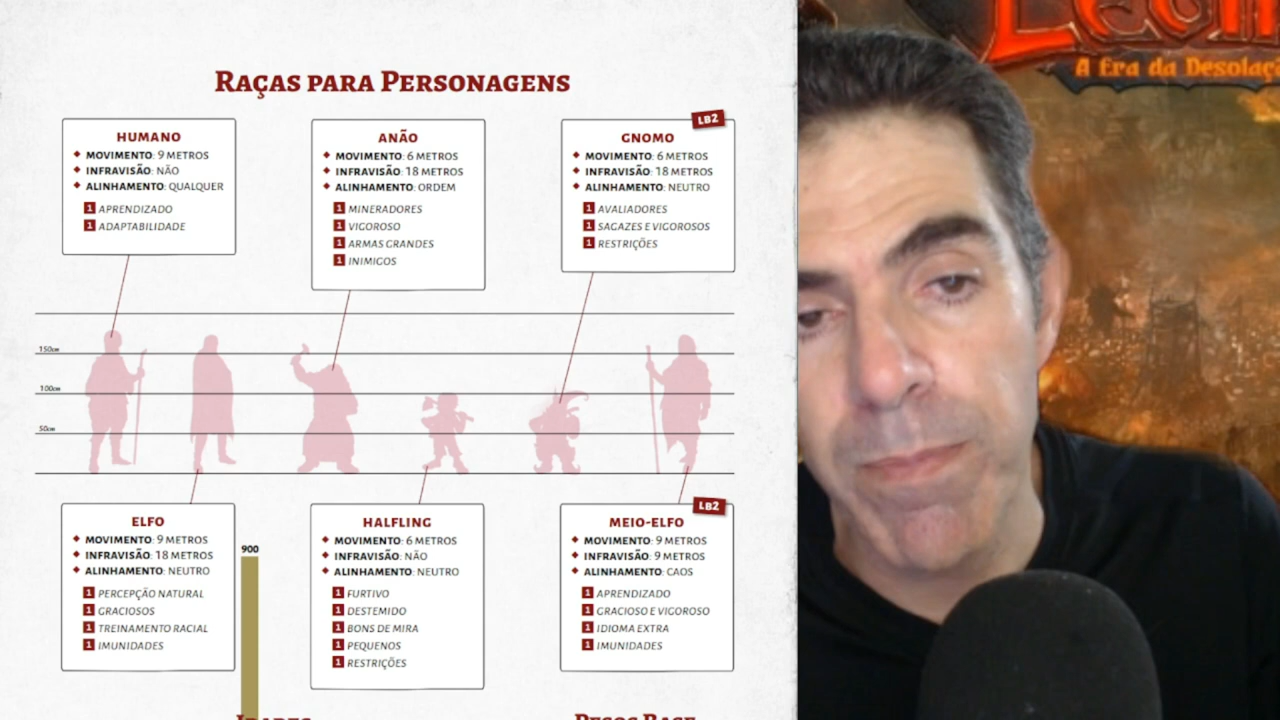 Raças para Personagens
HUMANO
MOVIMENTO: 9 METROS
INFRAVISÃO: NÃO
ALINHAMENTO: QUALQUER
1 APRENDIZADO
1 ADAPTABILIDADE
ANÃO
MOVIMENTO: 6 METROS
INFRAVISÃO: 18 METROS
ALINHAMENTO: ORDEM
1 MINERADORES
1 VIGOROSO
1 ARMAS GRANDES
1 INIMIGOS
LB2
GNOMO
MOVIMENTO: 6 METROS
INFRAVISÃO: 18 METROS
ALINHAMENTO: NEUTRO
1 AVALIADORES
1 SAGAZES E VIGOROSOS
1 RESTRIÇÕES
150cm
100cm
50cm
ELFO
MOVIMENTO: 9 METROS
INFRAVISÃO: 18 METROS
ALINHAMENTO: NEUTRO
1 PERCEPÇÃO NATURAL
1 GRACIOSOS
1 TREINAMENTO RACIAL
1 IMUNIDADES
900
HALFLING
MOVIMENTO: 6 METROS
INFRAVISÃO: NÃO
ALINHAMENTO: NEUTRO
1 FURTIVO
1 DESTEMIDO
1 BONS DE MIRA
1 PEQUENOS
1 RESTRIÇÕES
LB2
MEIO-ELFO
MOVIMENTO: 9 METROS
INFRAVISÃO: 9 METROS
ALINHAMENTO: CAOS
1 APRENDIZADO
1 GRACIOSO E VIGOROSO
1 IDIOMA EXTRA
1 IMUNIDADES
A Era da